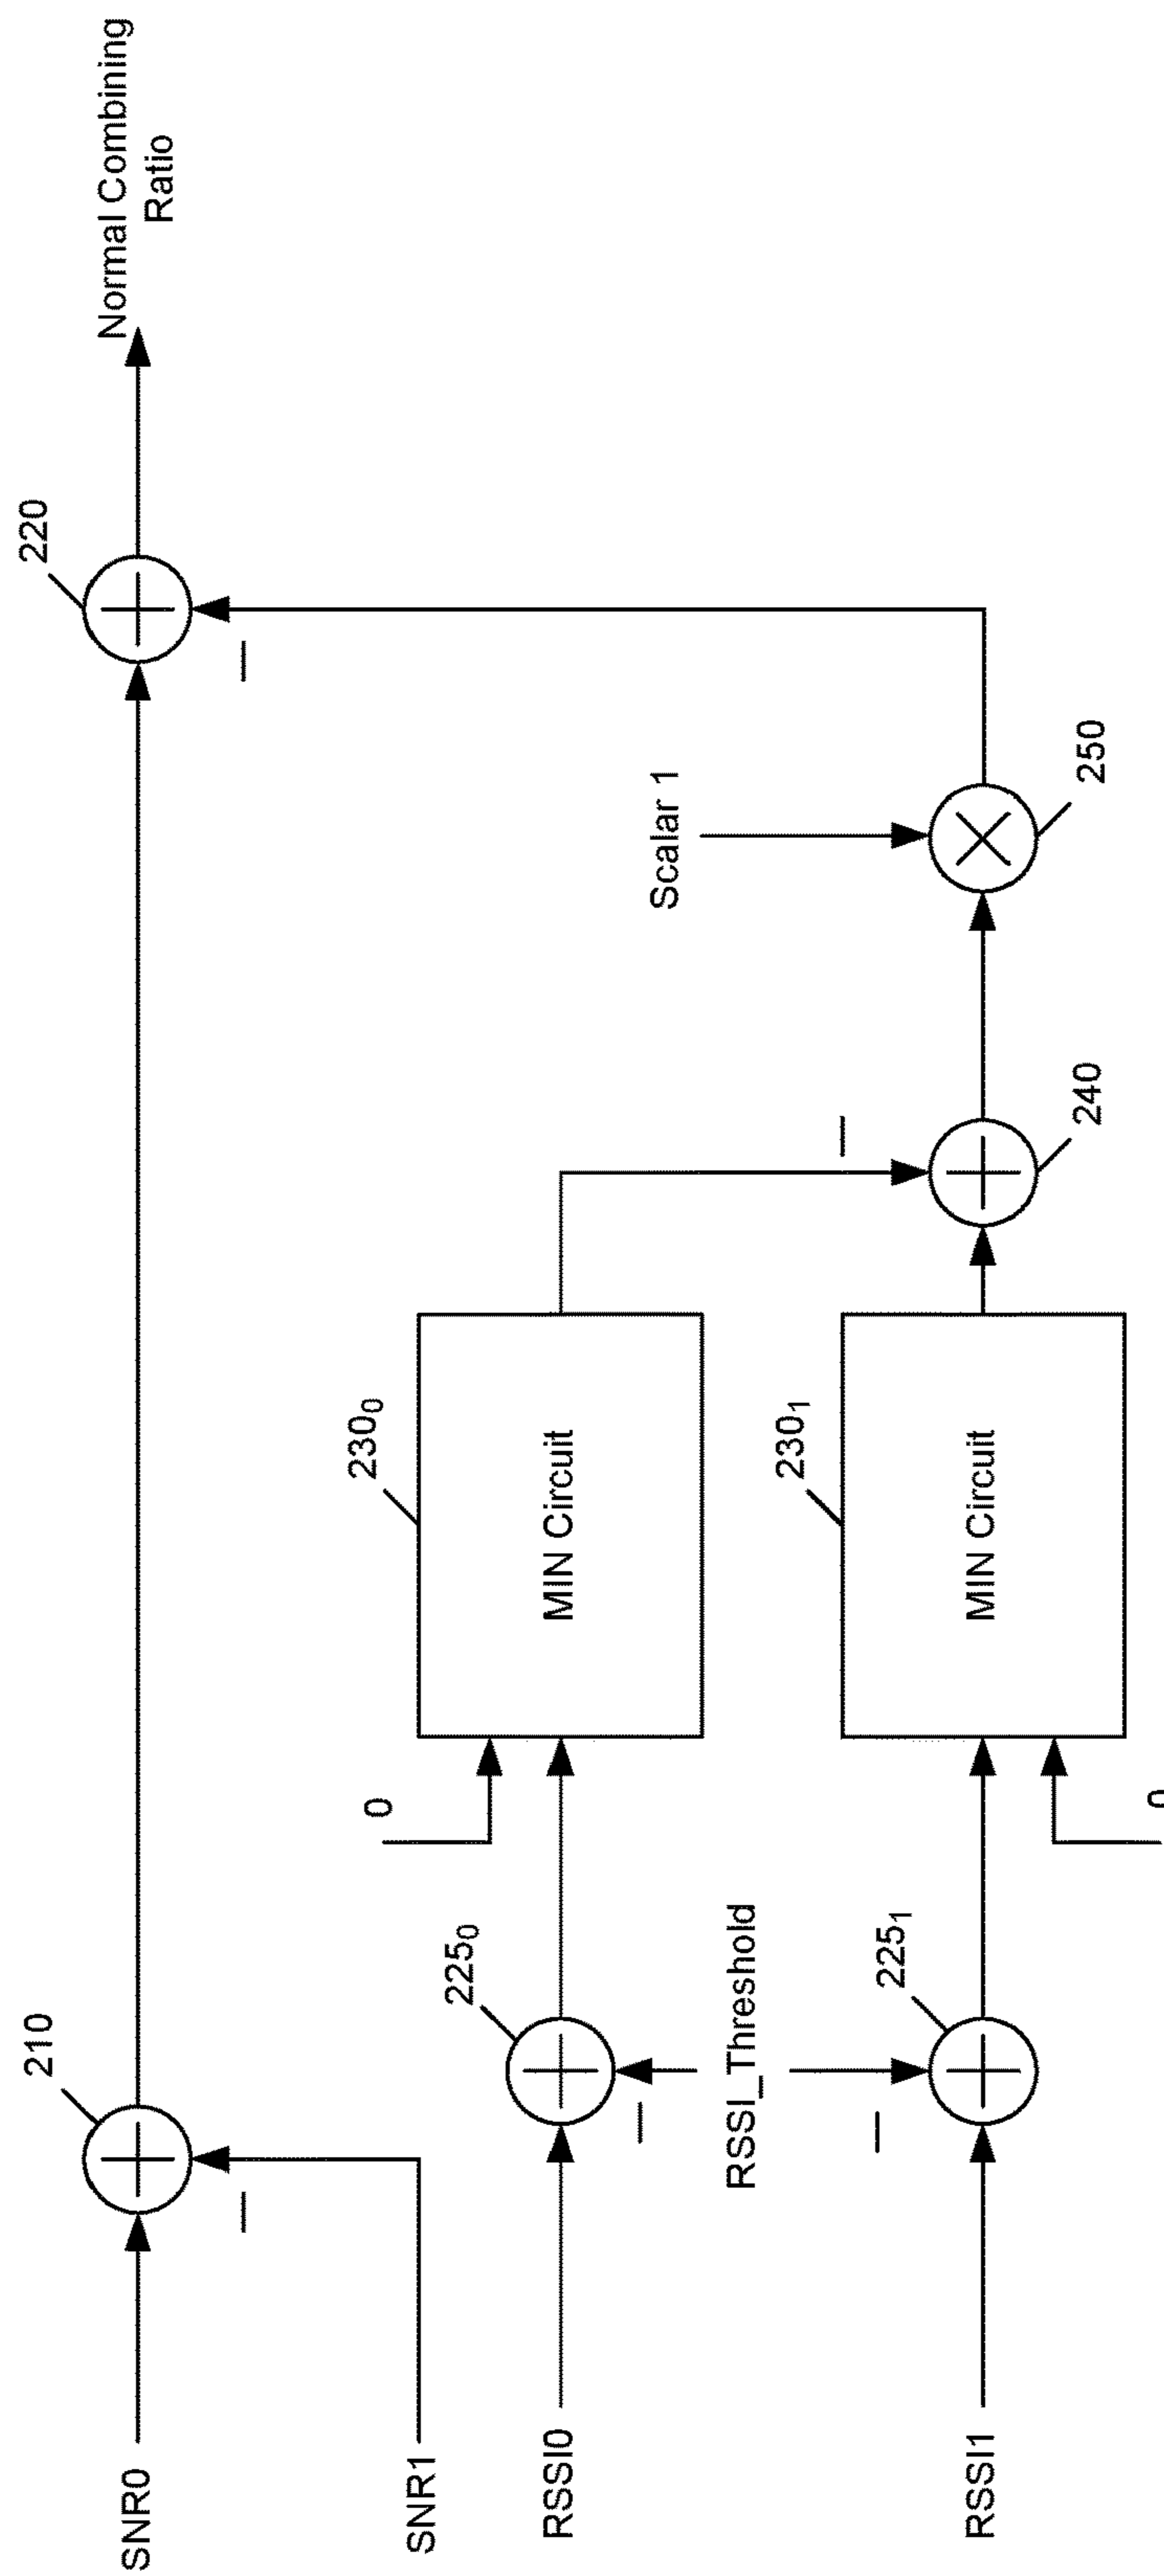 220
Normal Combining
Ratio
210
SNR0
SNR1
0
230₀
MIN Circuit
225₀
RSSI0
Scalar 1
RSSI_Threshold
230₁
MIN Circuit
225₁
RSSI1
240
250
0